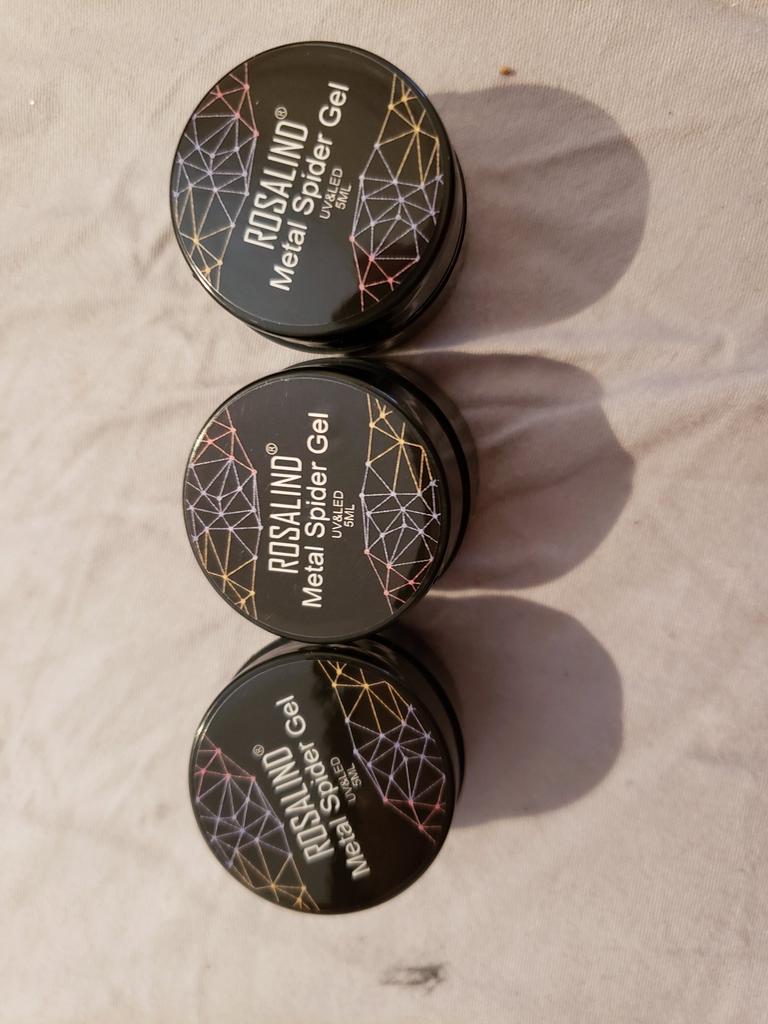 ROSALIND®
Metal Spider Gel
UV&LED
5ML
ROSALIND®
Metal Spider Gel
UV&LED
5ML
ROSALIND®
Metal Spider Gel
UV&LED
5ML